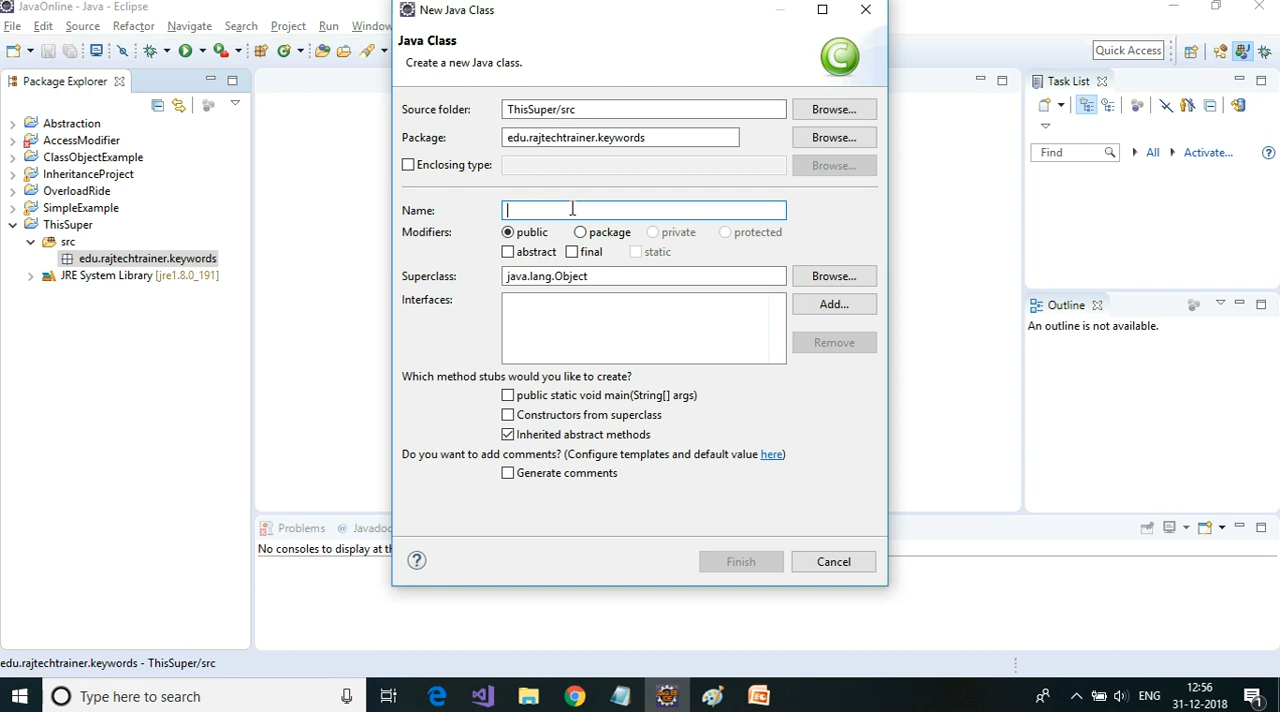 JavaOnline - Java - Eclipse
File Edit Source Refactor Navigate Search Project Run Window
Quick Access
Package Explorer
Abstraction
AccessModifier
ClassObjectExample
InheritanceProject
OverloadRide
SimpleExample
ThisSuper
src
edu.rajtechtrainer.keywords
JRE System Library [jre1.8.0_191]
New Java Class
Java Class
Create a new Java class.
Source folder: ThisSuper/src Browse...
Package: edu.rajtechtrainer.keywords Browse...
Enclosing type: Browse...
Name:
Modifiers: public package private protected
abstract final static
Superclass: java.lang.Object Browse...
Interfaces: Add...
Remove
Which method stubs would you like to create?
public static void main(String[] args)
Constructors from superclass
Inherited abstract methods
Do you want to add comments? (Configure templates and default value here)
Generate comments
Finish Cancel
Task List
Find All Activate...
Outline
An outline is not available.
Problems @ Javadoc
No consoles to display at th
edu.rajtechtrainer.keywords - ThisSuper/src
Type here to search
ENG
12:56
31-12-2018
1